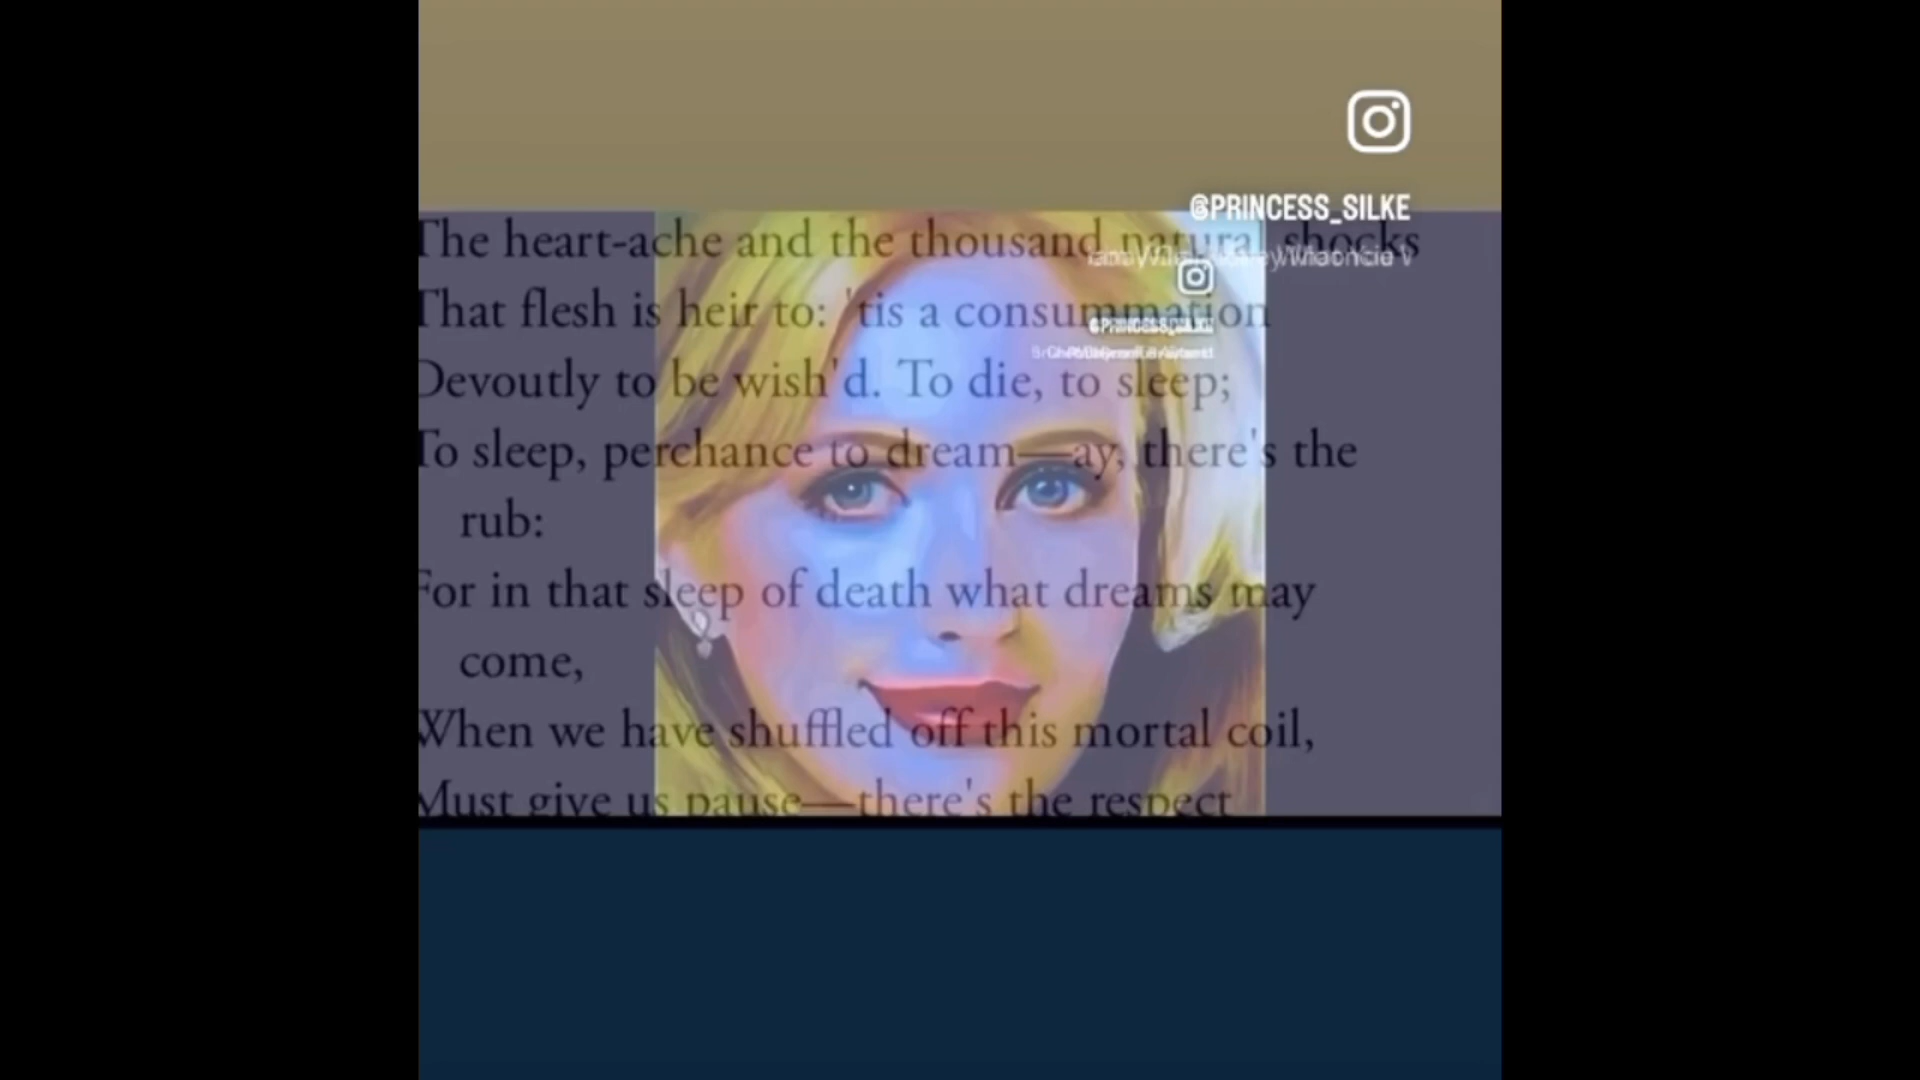 @PRINCESS_SILKE
The heart-ache and the thousand natural shocks
That flesh is heir to: 'tis a consummation
@PRINCESS_SILKE
Devoutly to be wish'd. To die, to sleep;
To sleep, perchance to dream—ay, there's the
rub:
For in that sleep of death what dreams may
come,
When we have shuffled off this mortal coil,
Must give us pause—there's the respect